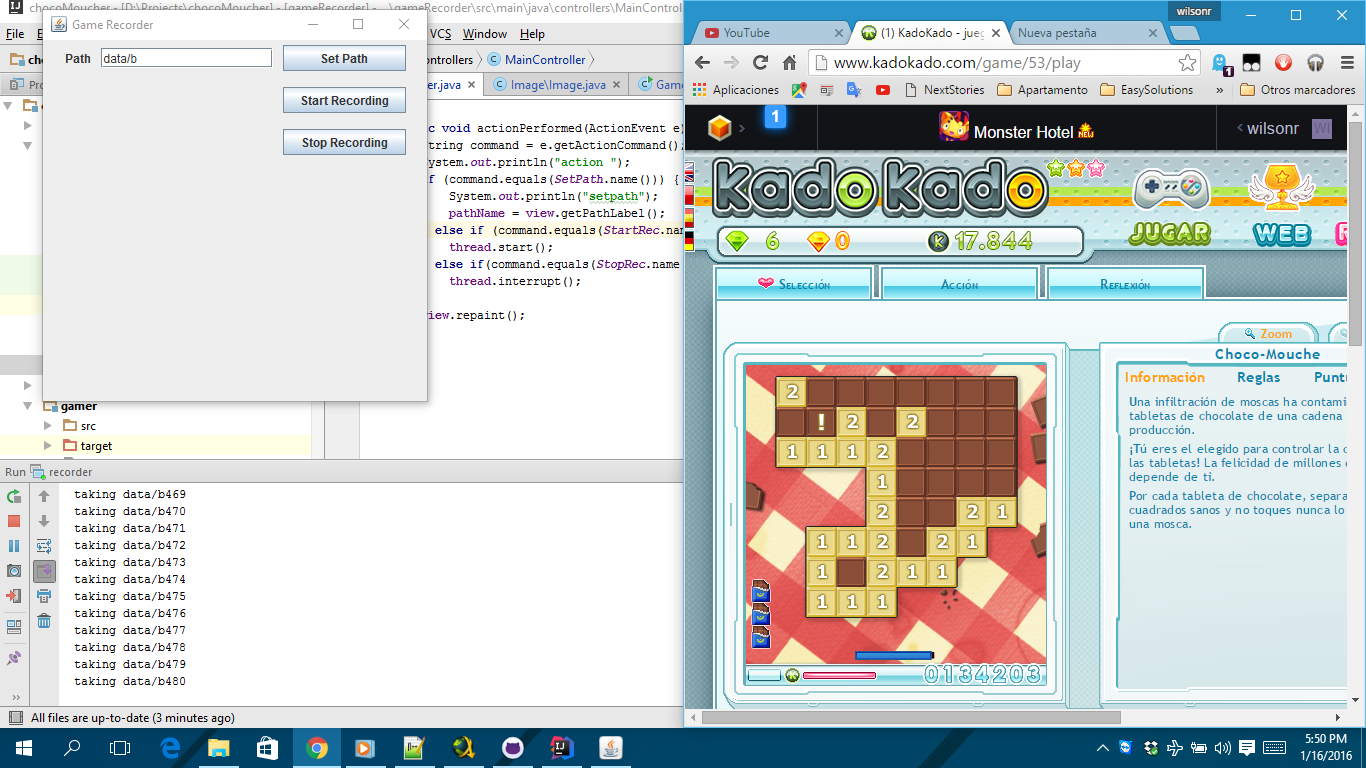 chocoMoucher - [D:\Projects\chocoMoucher] - [gameRecorder] - ...\gameRecorder\src\main\java\controllers\MainControl
Game Recorder
Path data/b Set Path
Start Recording
Stop Recording
File
VCS Window Help
controllers MainController
Image\Image.java
c void actionPerformed(ActionEvent e)
tring command = e.getActionCommand();
ystem.out.println("action ");
f (command.equals(SetPath.name())) {
System.out.println("setpath");
pathName = view.getPathLabel();
else if (command.equals(StartRec.na
thread.start();
else if(command.equals(StopRec.name
thread.interrupt();
iew.repaint();
gamer
src
target
Run recorder
taking data/b469
taking data/b470
taking data/b471
taking data/b472
taking data/b473
taking data/b474
taking data/b475
taking data/b476
taking data/b477
taking data/b478
taking data/b479
taking data/b480
All files are up-to-date (3 minutes ago)
wilsonr
YouTube
(1) KadoKado - jueg
Nueva pestaña
www.kadokado.com/game/53/play
1
Aplicaciones
NextStories
Apartamento
EasySolutions
» Otros marcadores
1
Monster Hotel NEW
wilsonr WI
KadoKado
6 0 K 17.844
JUGAR WEB
Selección Acción Reflexión
Zoom
Choco-Mouche
Información Reglas Puntu
Una infiltración de moscas ha contami
tabletas de chocolate de una cadena
producción.
¡Tú eres el elegido para controlar la c
las tabletas! La felicidad de millones
depende de ti.
Por cada tableta de chocolate, separa
cuadrados sanos y no toques nunca lo
una mosca.
2
! 2 2
1 1 1 2
1
2 2 1
1 1 2 2 1
1 2 1 1
1 1 1
0134203
5:50 PM
1/16/2016